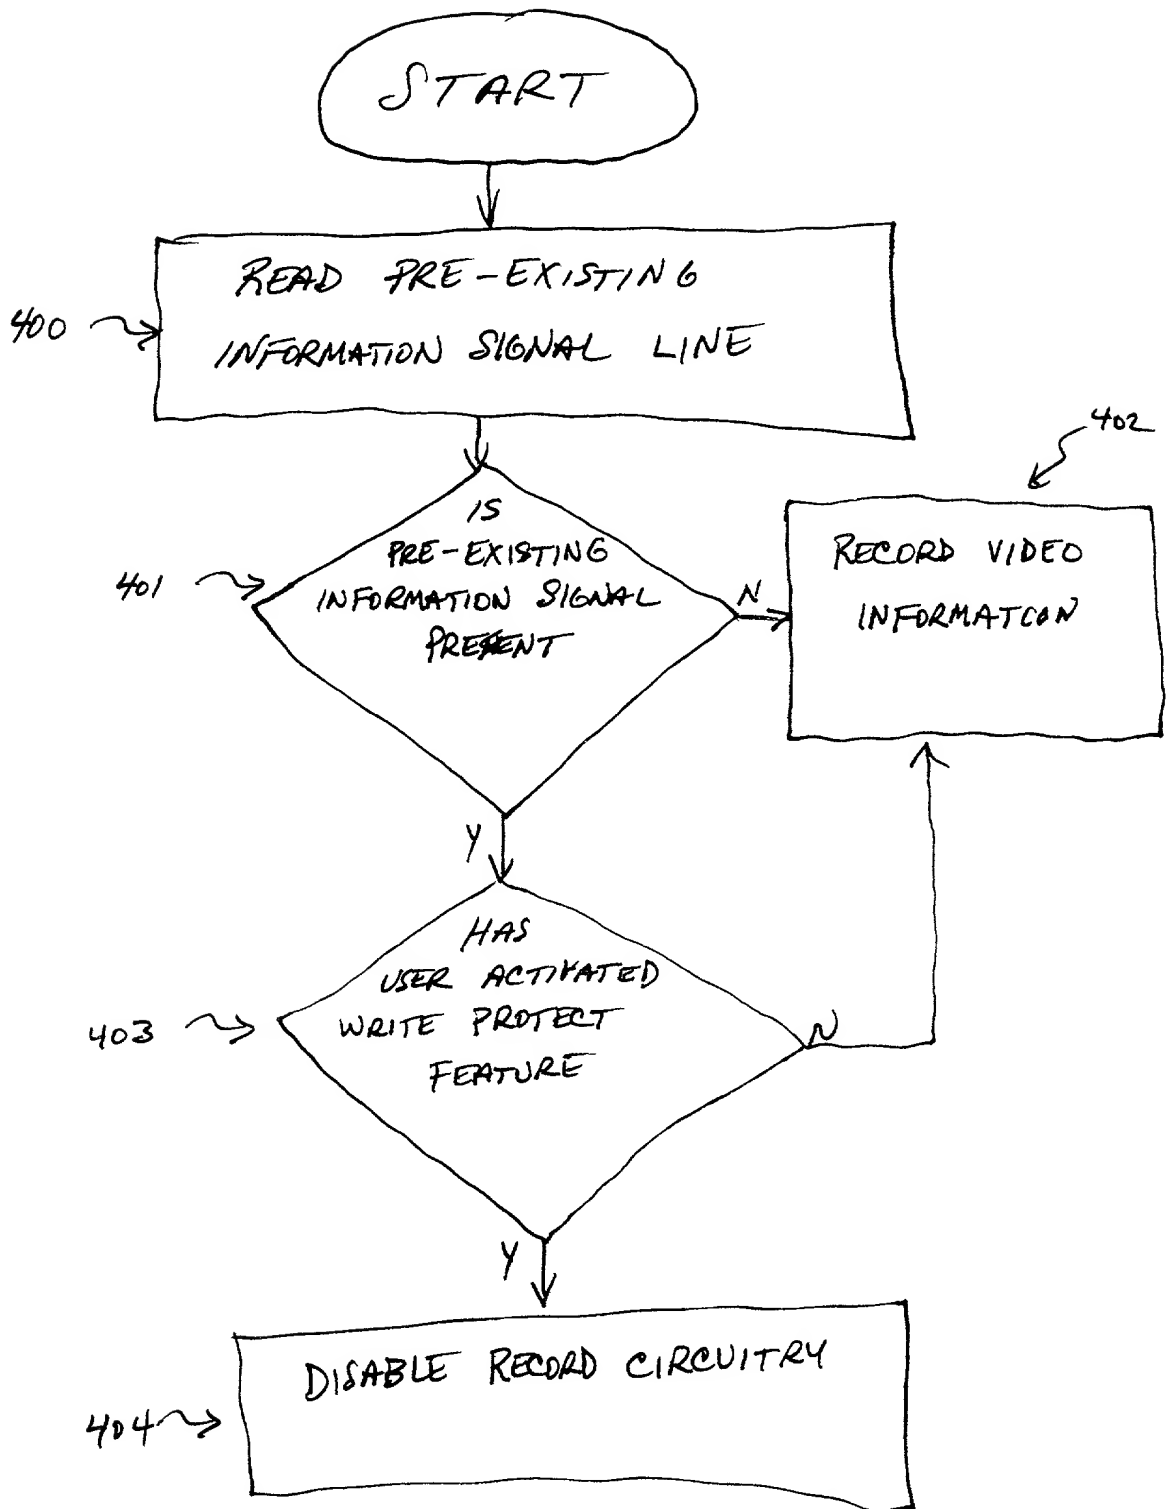 START
READ PRE-EXISTING
INFORMATION SIGNAL LINE
400
402
IS
PRE-EXISTING
INFORMATION SIGNAL
PRESENT
401
N
RECORD VIDEO
INFORMATCON
Y
HAS
USER ACTIVATED
WRITE PROTECT
FEATURE
403
N
Y
DISABLE RECORD CIRCUITRY
404